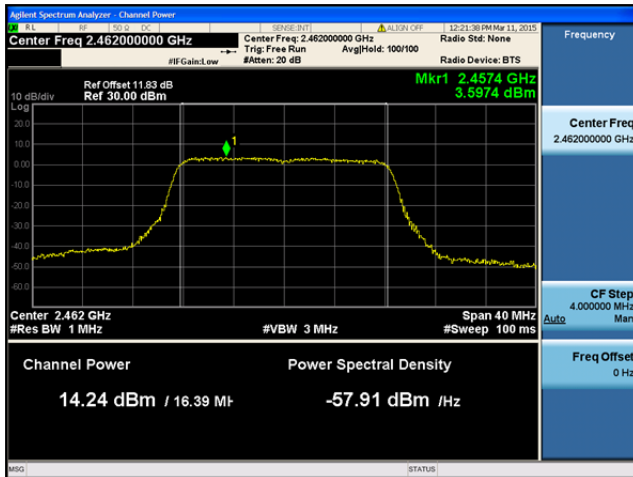 Agilent Spectrum Analyzer - Channel Power
RL RF 50 Ω DC SENSE:INT ALIGN OFF 12:21:38 PM Mar 11, 2015
Center Freq 2.462000000 GHz
Center Freq: 2.462000000 GHz
Radio Std: None
Trig: Free Run Avg|Hold: 100/100
#IFGain:Low #Atten: 20 dB Radio Device: BTS
Ref Offset 11.83 dB
10 dB/div Ref 30.00 dBm
Mkr1 2.4574 GHz
3.5974 dBm
Log
20.0
10.0
0.00
-10.0
-20.0
-30.0
-40.0
-50.0
-60.0
1
Center 2.462 GHz Span 40 MHz
#Res BW 1 MHz #VBW 3 MHz #Sweep 100 ms
Channel Power Power Spectral Density
14.24 dBm / 16.39 MH -57.91 dBm /Hz
MSG STATUS
Frequency
Center Freq
2.462000000 GHz
CF Step
4.000000 MHz
Auto Man
Freq Offset
0 Hz